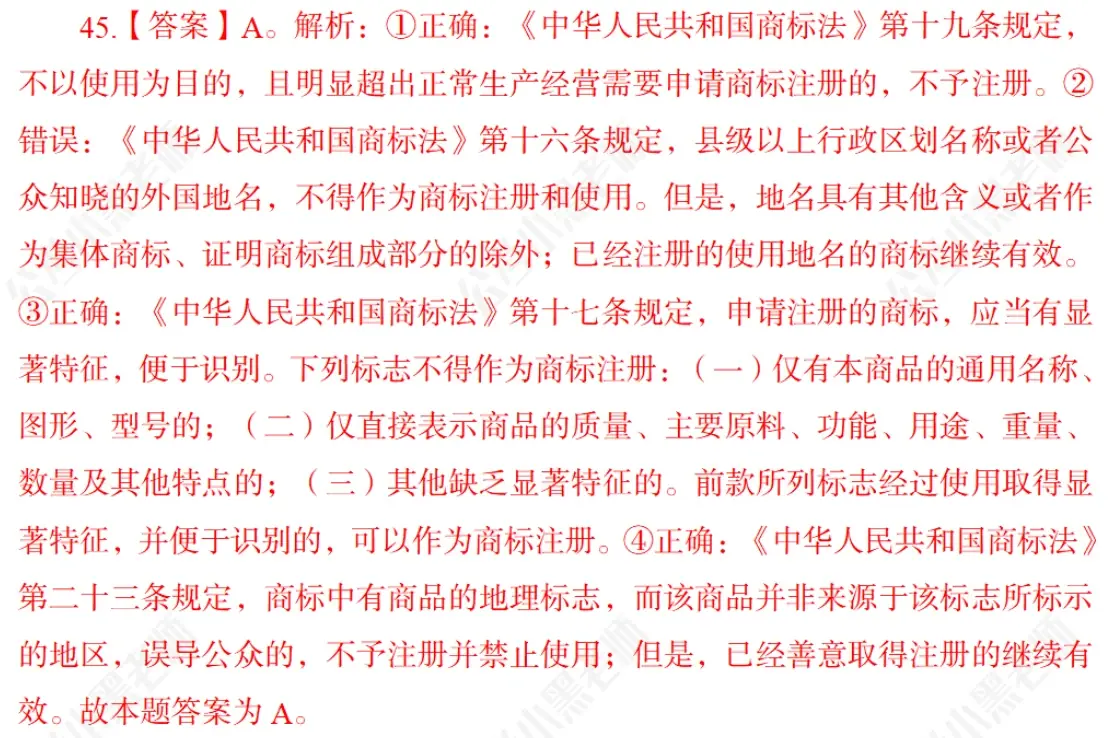 45.【答案】A。解析：①正确：《中华人民共和国商标法》第十九条规定，
不以使用为目的，且明显超出正常生产经营需要申请商标注册的，不予注册。②
错误：《中华人民共和国商标法》第十六条规定，县级以上行政区划名称或者公
众知晓的外国地名，不得作为商标注册和使用。但是，地名具有其他含义或者作
为集体商标、证明商标组成部分的除外；已经注册的使用地名的商标继续有效。
③正确：《中华人民共和国商标法》第十七条规定，申请注册的商标，应当有显
著特征，便于识别。下列标志不得作为商标注册：（一）仅有本商品的通用名称、
图形、型号的；（二）仅直接表示商品的质量、主要原料、功能、用途、重量、
数量及其他特点的；（三）其他缺乏显著特征的。前款所列标志经过使用取得显
著特征，并便于识别的，可以作为商标注册。④正确：《中华人民共和国商标法》
第二十三条规定，商标中有商品的地理标志，而该商品并非来源于该标志所标示
的地区，误导公众的，不予注册并禁止使用；但是，已经善意取得注册的继续有
效。故本题答案为 A。